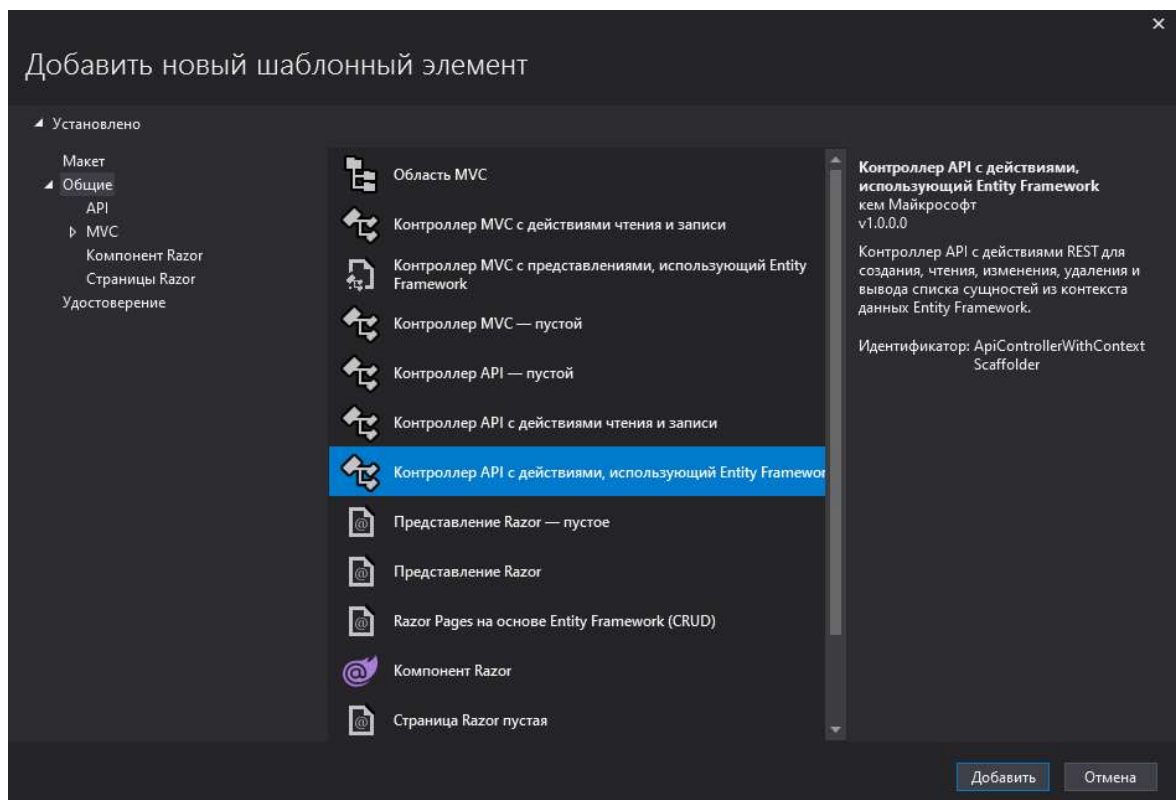 Добавить новый шаблонный элемент
Установлено
Макет
Общие
API
MVC
Компонент Razor
Страницы Razor
Удостоверение
Область MVC
Контроллер MVC с действиями чтения и записи
Контроллер MVC с представлениями, использующий Entity
Framework
Контроллер MVC — пустой
Контроллер API — пустой
Контроллер API с действиями чтения и записи
Контроллер API с действиями, использующий Entity Framewor
Представление Razor — пустое
Представление Razor
Razor Pages на основе Entity Framework (CRUD)
Компонент Razor
Страница Razor пустая
Контроллер API с действиями,
использующий Entity Framework
кем Майкрософт
v1.0.0.0
Контроллер API с действиями REST для
создания, чтения, изменения, удаления и
вывода списка сущностей из контекста
данных Entity Framework.
Идентификатор: ApiControllerWithContext
Scaffolder
Добавить
Отмена